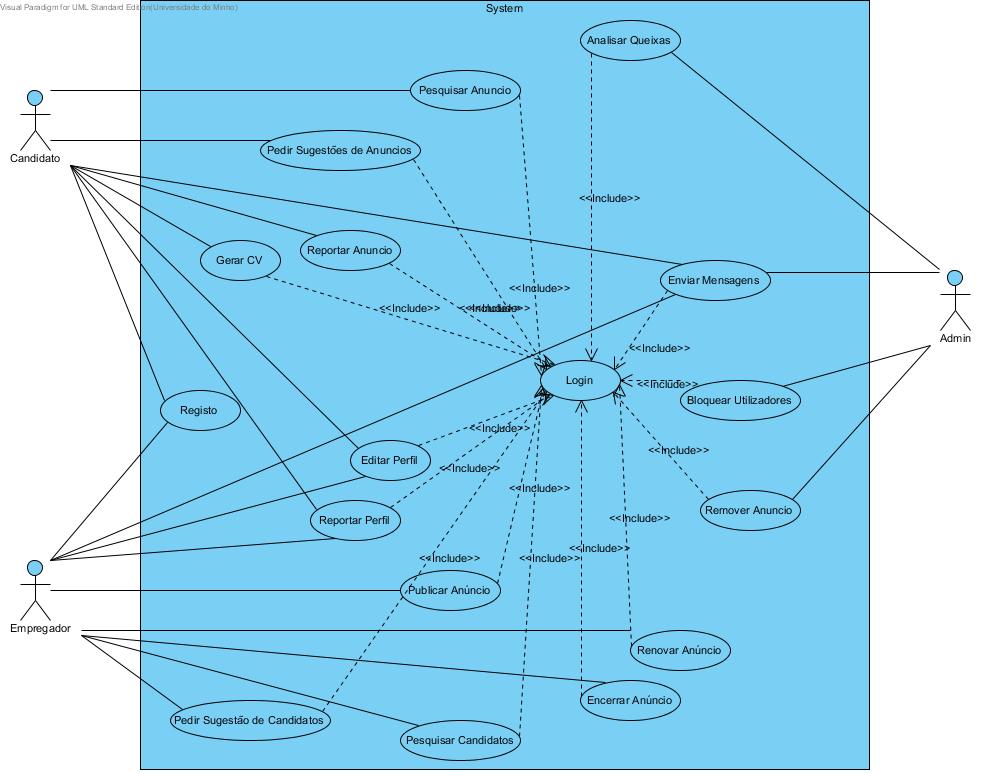 Visual Paradigm for UML Standard Edition(Universidade do Minho)
System
Analisar Queixas
Pesquisar Anuncio
Pedir Sugestões de Anuncios
Candidato
<<Include>>
Reportar Anuncio
Gerar CV
Enviar Mensagens
<<Include>>
<<Include>>
<<Include>>
<<Include>>
Admin
<<Include>>
Login
<<Include>>
Bloquear Utilizadores
Registo
<<Include>>
<<Include>>
Editar Perfil
<<Include>>
<<Include>>
Remover Anuncio
Reportar Perfil
<<Include>>
<<Include>>
<<Include>>
<<Include>>
Publicar Anúncio
Empregador
Renovar Anúncio
Encerrar Anúncio
Pedir Sugestão de Candidatos
Pesquisar Candidatos